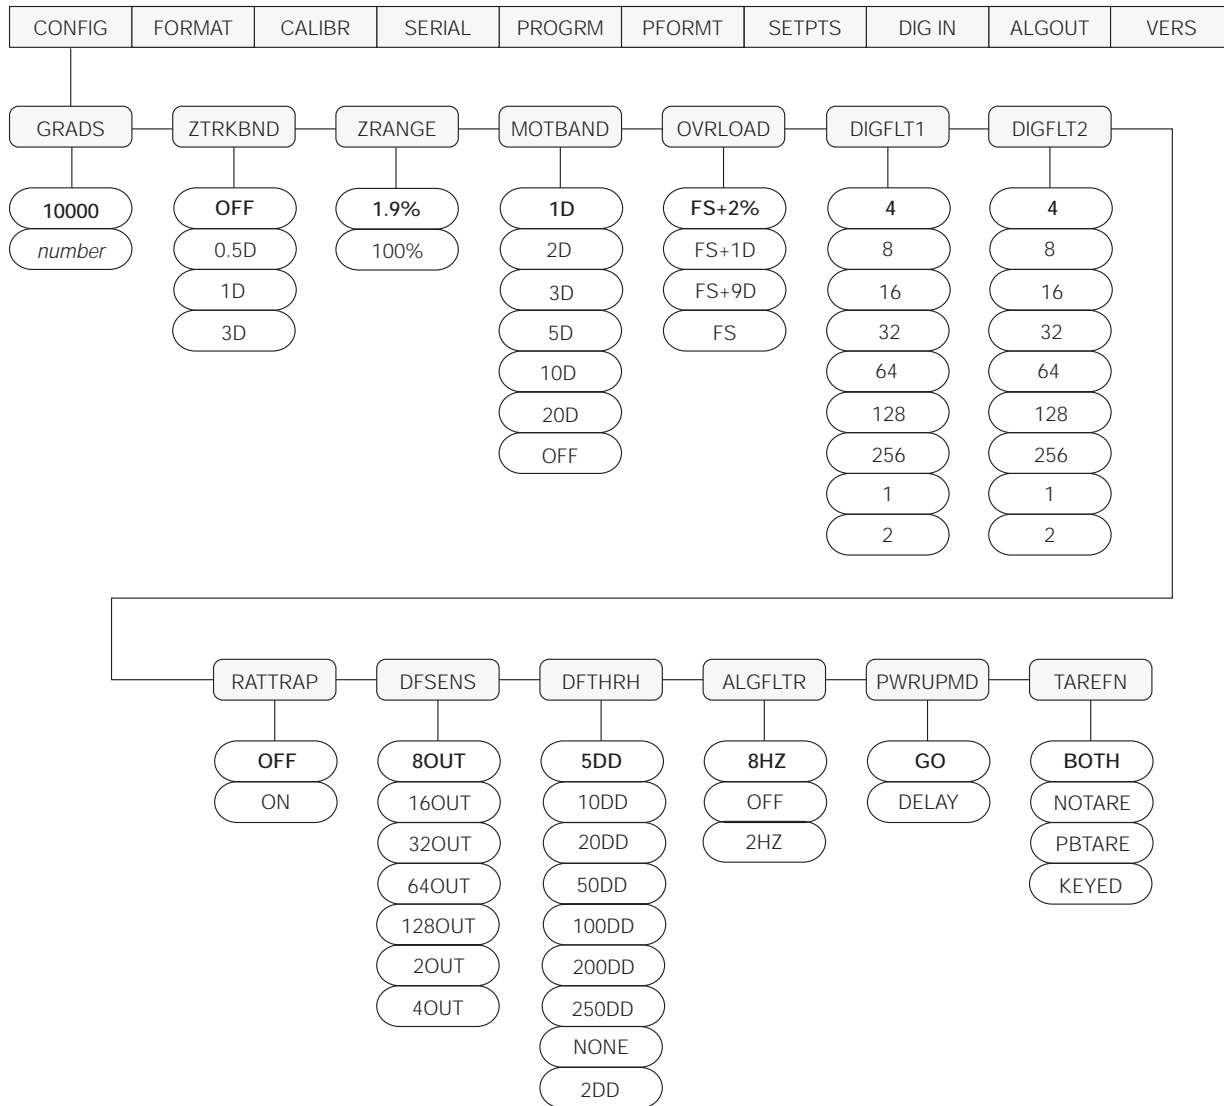 CONFIG FORMAT CALIBR SERIAL PROGRM PFORMT SETPTS DIG IN ALGOUT VERS
GRADS ZTRKBND ZRANGE MOTBAND OVRLOAD DIGFLT1 DIGFLT2
10000 OFF 1.9% 1D FS+2% 4 4
number 0.5D 100% 2D FS+1D 8 8
1D 3D FS+9D 16 16
3D 5D FS 32 32
10D 64 64
20D 128 128
OFF 256 256
1 1
2 2
RATTRAP DFSENS DFTHRH ALGFLTR PWRUPMD TAREFN
OFF 8OUT 5DD 8HZ GO BOTH
ON 16OUT 10DD OFF DELAY NOTARE
32OUT 20DD 2HZ PBTARE
64OUT 50DD KEYED
128OUT 100DD
2OUT 200DD
4OUT 250DD
NONE
2DD